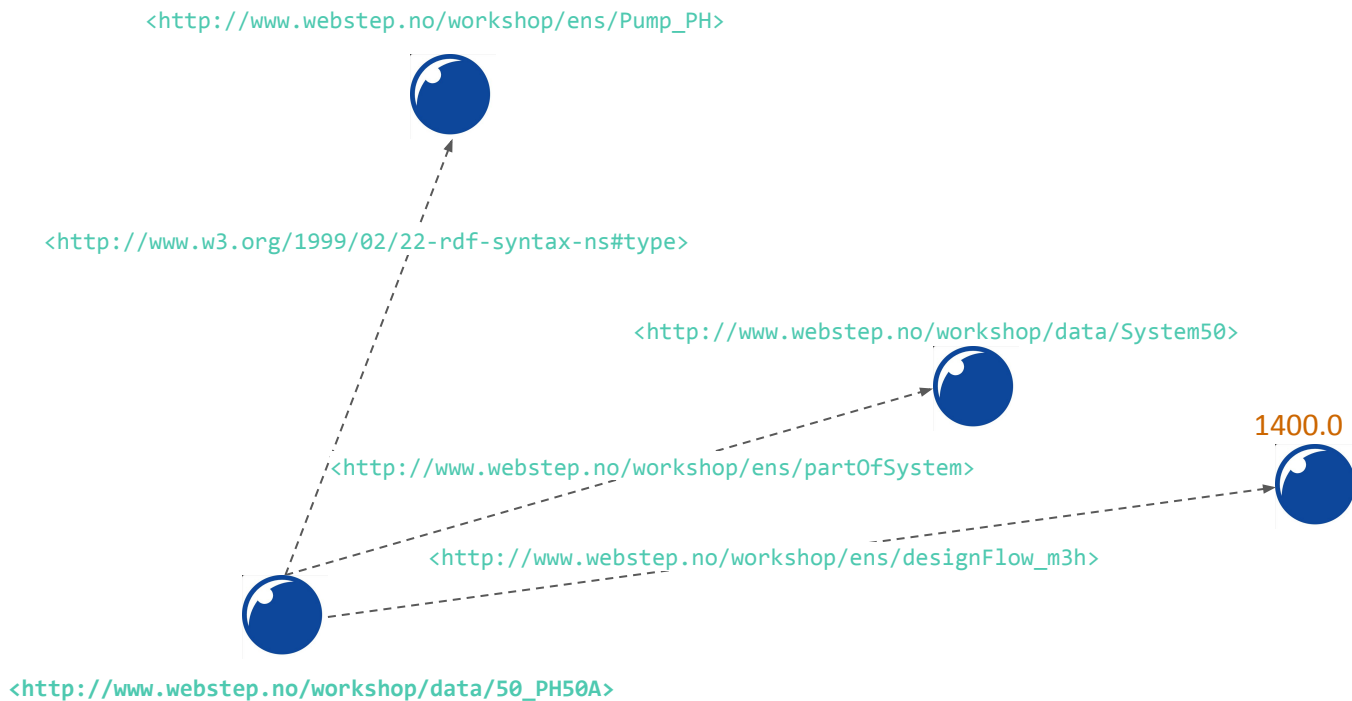 <http://www.webstep.no/workshop/ens/Pump_PH>
<http://www.w3.org/1999/02/22-rdf-syntax-ns#type>
<http://www.webstep.no/workshop/data/System50>
1400.0
<http://www.webstep.no/workshop/ens/partOfSystem>
<http://www.webstep.no/workshop/ens/designFlow_m3h>
<http://www.webstep.no/workshop/data/50_PH50A>